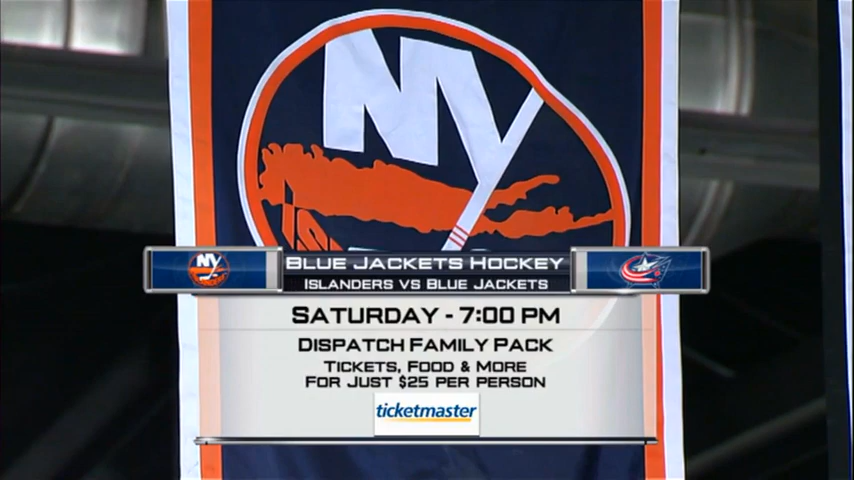 NY
ISL
NY
BLUE JACKETS HOCKEY
ISLANDERS VS BLUE JACKETS
SATURDAY - 7:00 PM
DISPATCH FAMILY PACK
TICKETS, FOOD & MORE
FOR JUST $25 PER PERSON
ticketmaster